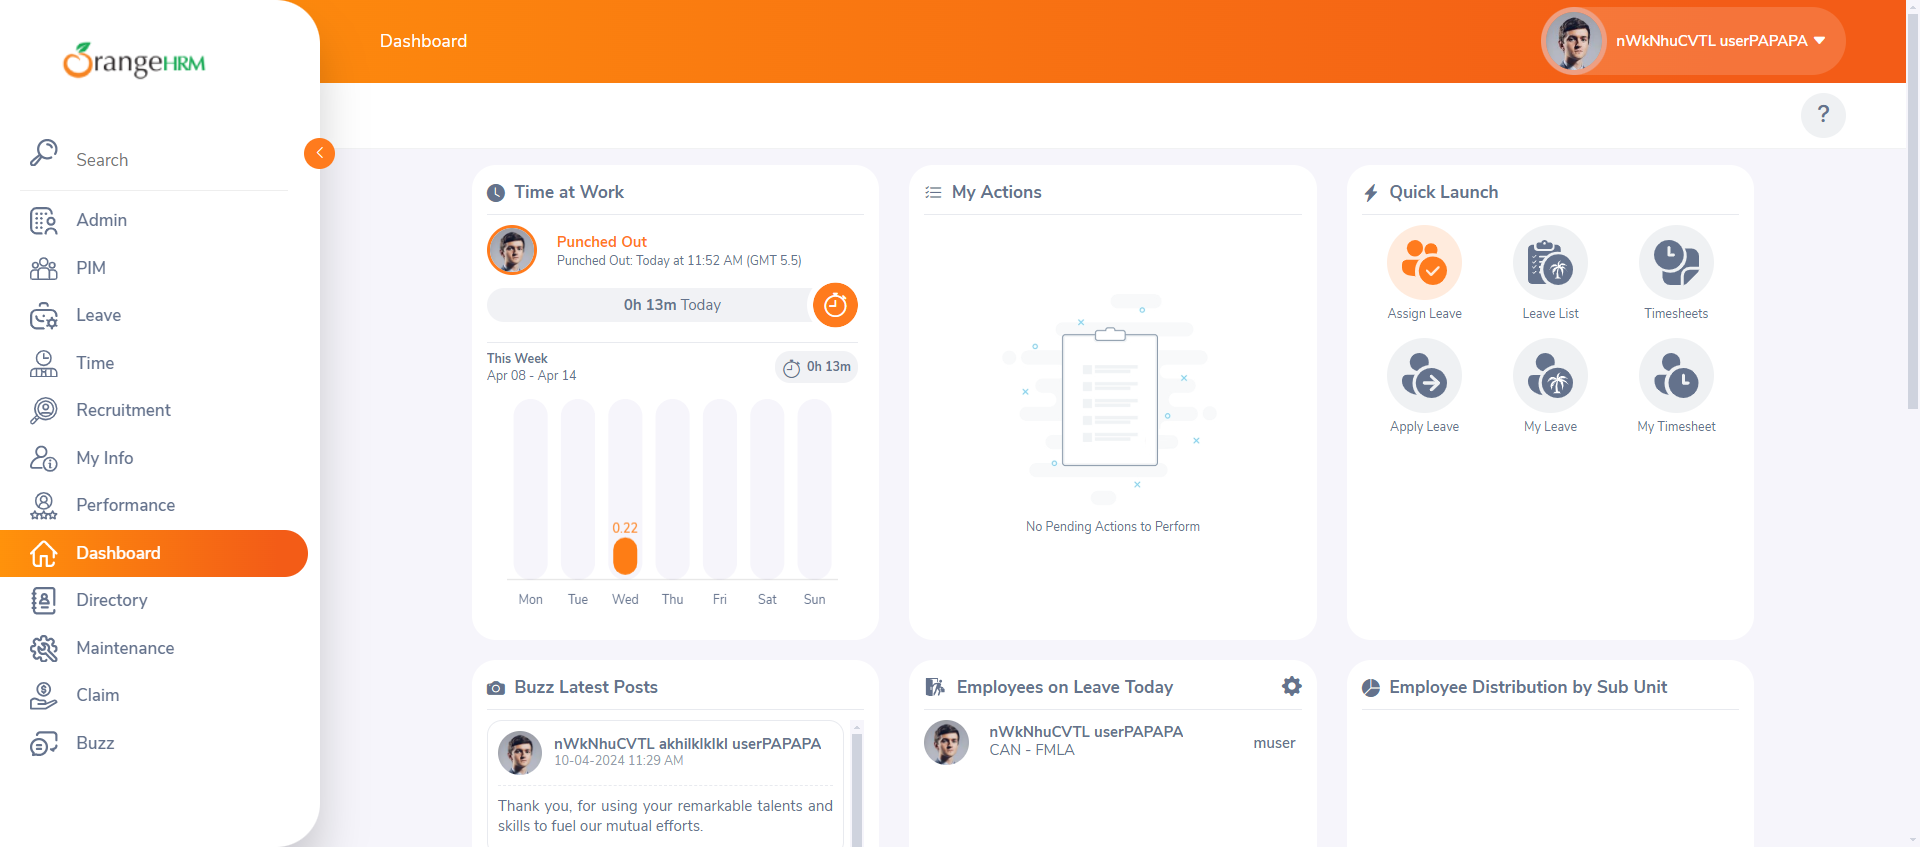 OrangeHRM
Search
Admin
PIM
Leave
Time
Recruitment
My Info
Performance
Dashboard
Directory
Maintenance
Claim
Buzz
Dashboard
nWkNhuCVTL userPAPAPA
?
Time at Work
Punched Out
Punched Out: Today at 11:52 AM (GMT 5.5)
0h 13m Today
This Week
Apr 08 - Apr 14
0h 13m
0.22
Mon Tue Wed Thu Fri Sat Sun
My Actions
No Pending Actions to Perform
Quick Launch
Assign Leave
Leave List
Timesheets
Apply Leave
My Leave
My Timesheet
Buzz Latest Posts
nWkNhuCVTL akhilklklkl userPAPAPA
10-04-2024 11:29 AM
Thank you, for using your remarkable talents and
skills to fuel our mutual efforts.
Employees on Leave Today
nWkNhuCVTL userPAPAPA
CAN - FMLA
muser
Employee Distribution by Sub Unit